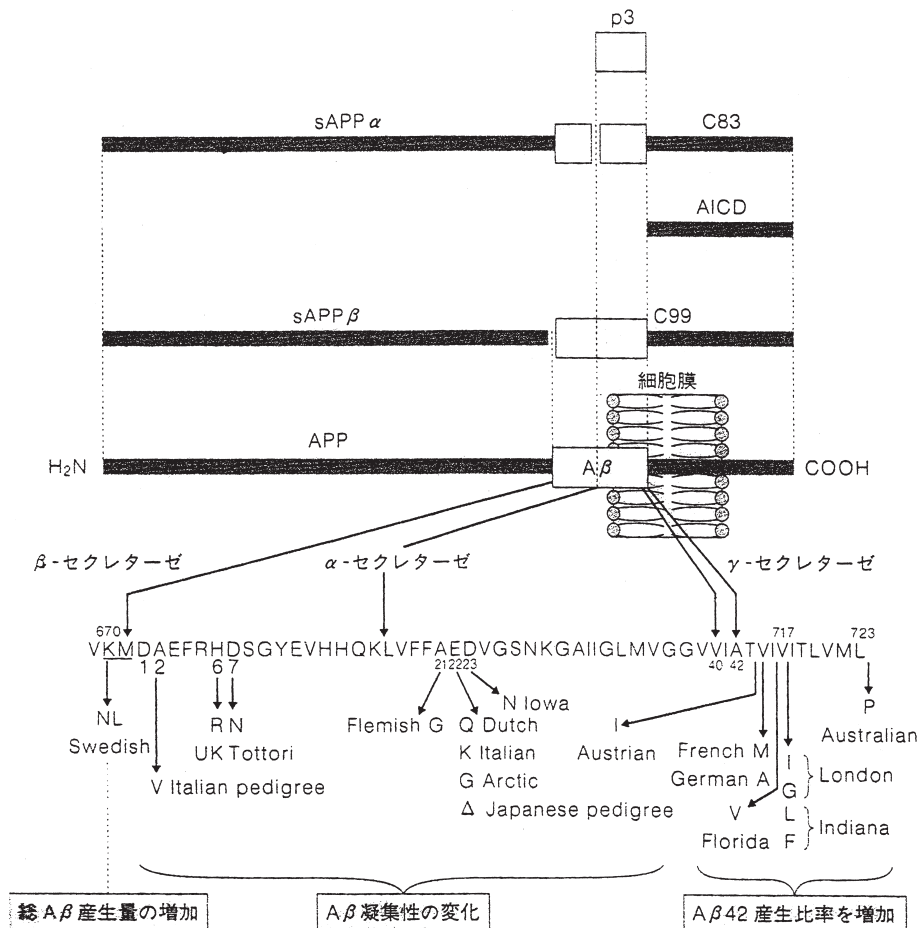 p3
sAPPα
C83
AICD
sAPPβ
C99
細胞膜
APP
H₂N
Aβ
COOH
β-セクレターゼ
α-セクレターゼ
γ-セクレターゼ
670
717
723
VKMDAEFRHDSGYEVHHQKLVFFAEDVGSNKGAIIGLMVGGVVIATVIVITLVML
1 2
6 7
21 22 23
40 42
NL
Swedish
V Italian pedigree
R N
UK Tottori
Flemish G
N Iowa
Q Dutch
K Italian
G Arctic
Δ Japanese pedigree
I
Austrian
French M
German A
V
Florida
I
G
London
L
F
Indiana
P
Australian
総Aβ産生量の増加
Aβ凝集性の変化
Aβ42産生比率を増加